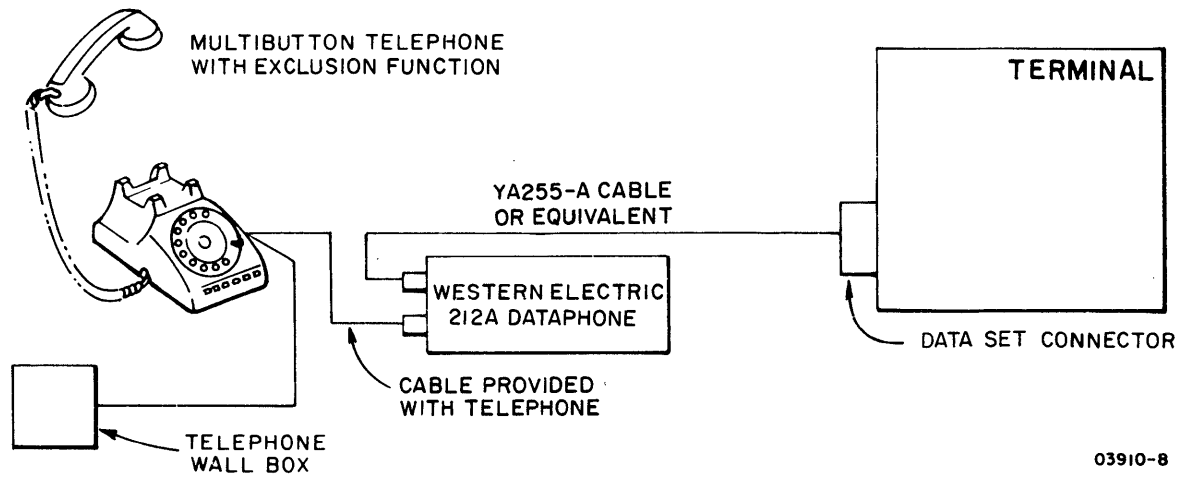 MULTIBUTTON TELEPHONE
WITH EXCLUSION FUNCTION
TERMINAL
YA255-A CABLE
OR EQUIVALENT
WESTERN ELECTRIC
212A DATAPHONE
DATA SET CONNECTOR
CABLE PROVIDED
WITH TELEPHONE
TELEPHONE
WALL BOX
03910-8